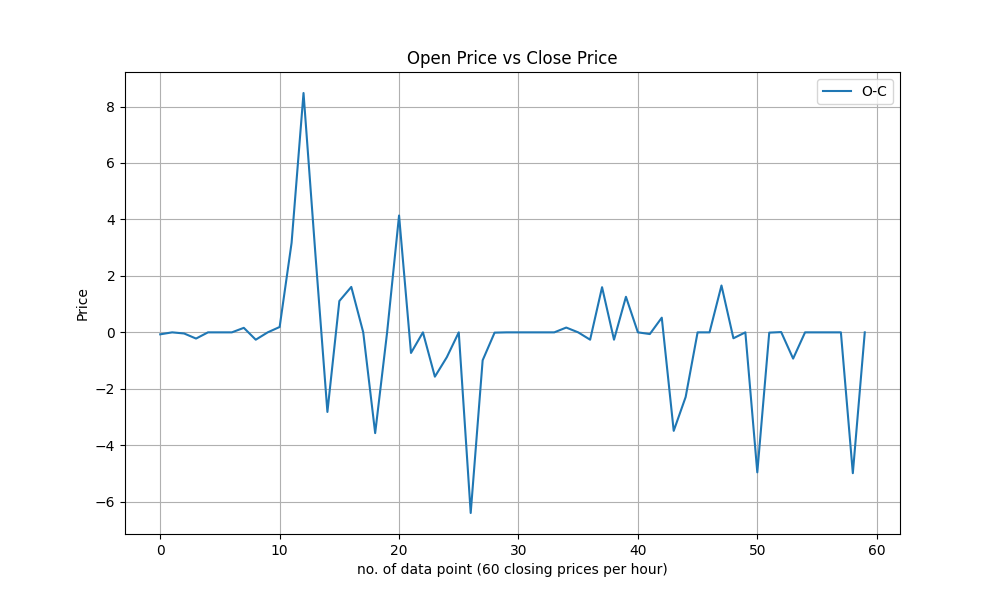 Open Price vs Close Price
O-C
8
6
4
2
0
−2
−4
−6
Price
0 10 20 30 40 50 60
no. of data point (60 closing prices per hour)